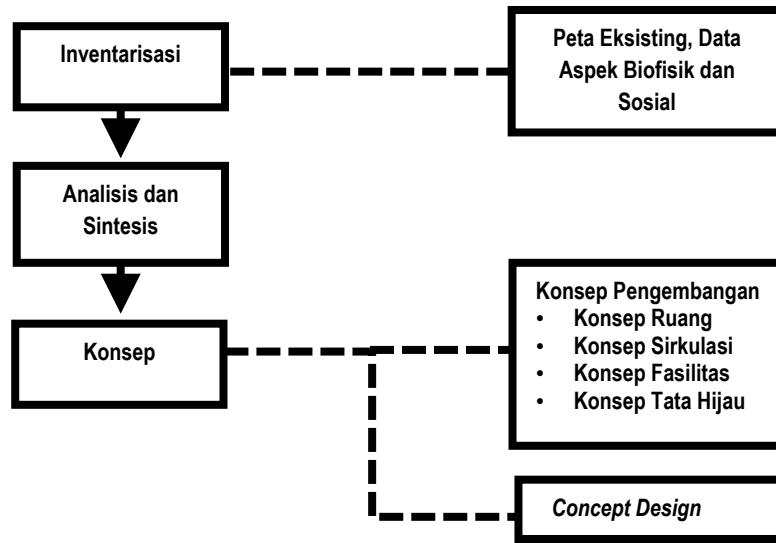 Inventarisasi
Peta Eksisting, Data
Aspek Biofisik dan
Sosial
Analisis dan
Sintesis
Konsep
Konsep Pengembangan
• Konsep Ruang
• Konsep Sirkulasi
• Konsep Fasilitas
• Konsep Tata Hijau
Concept Design